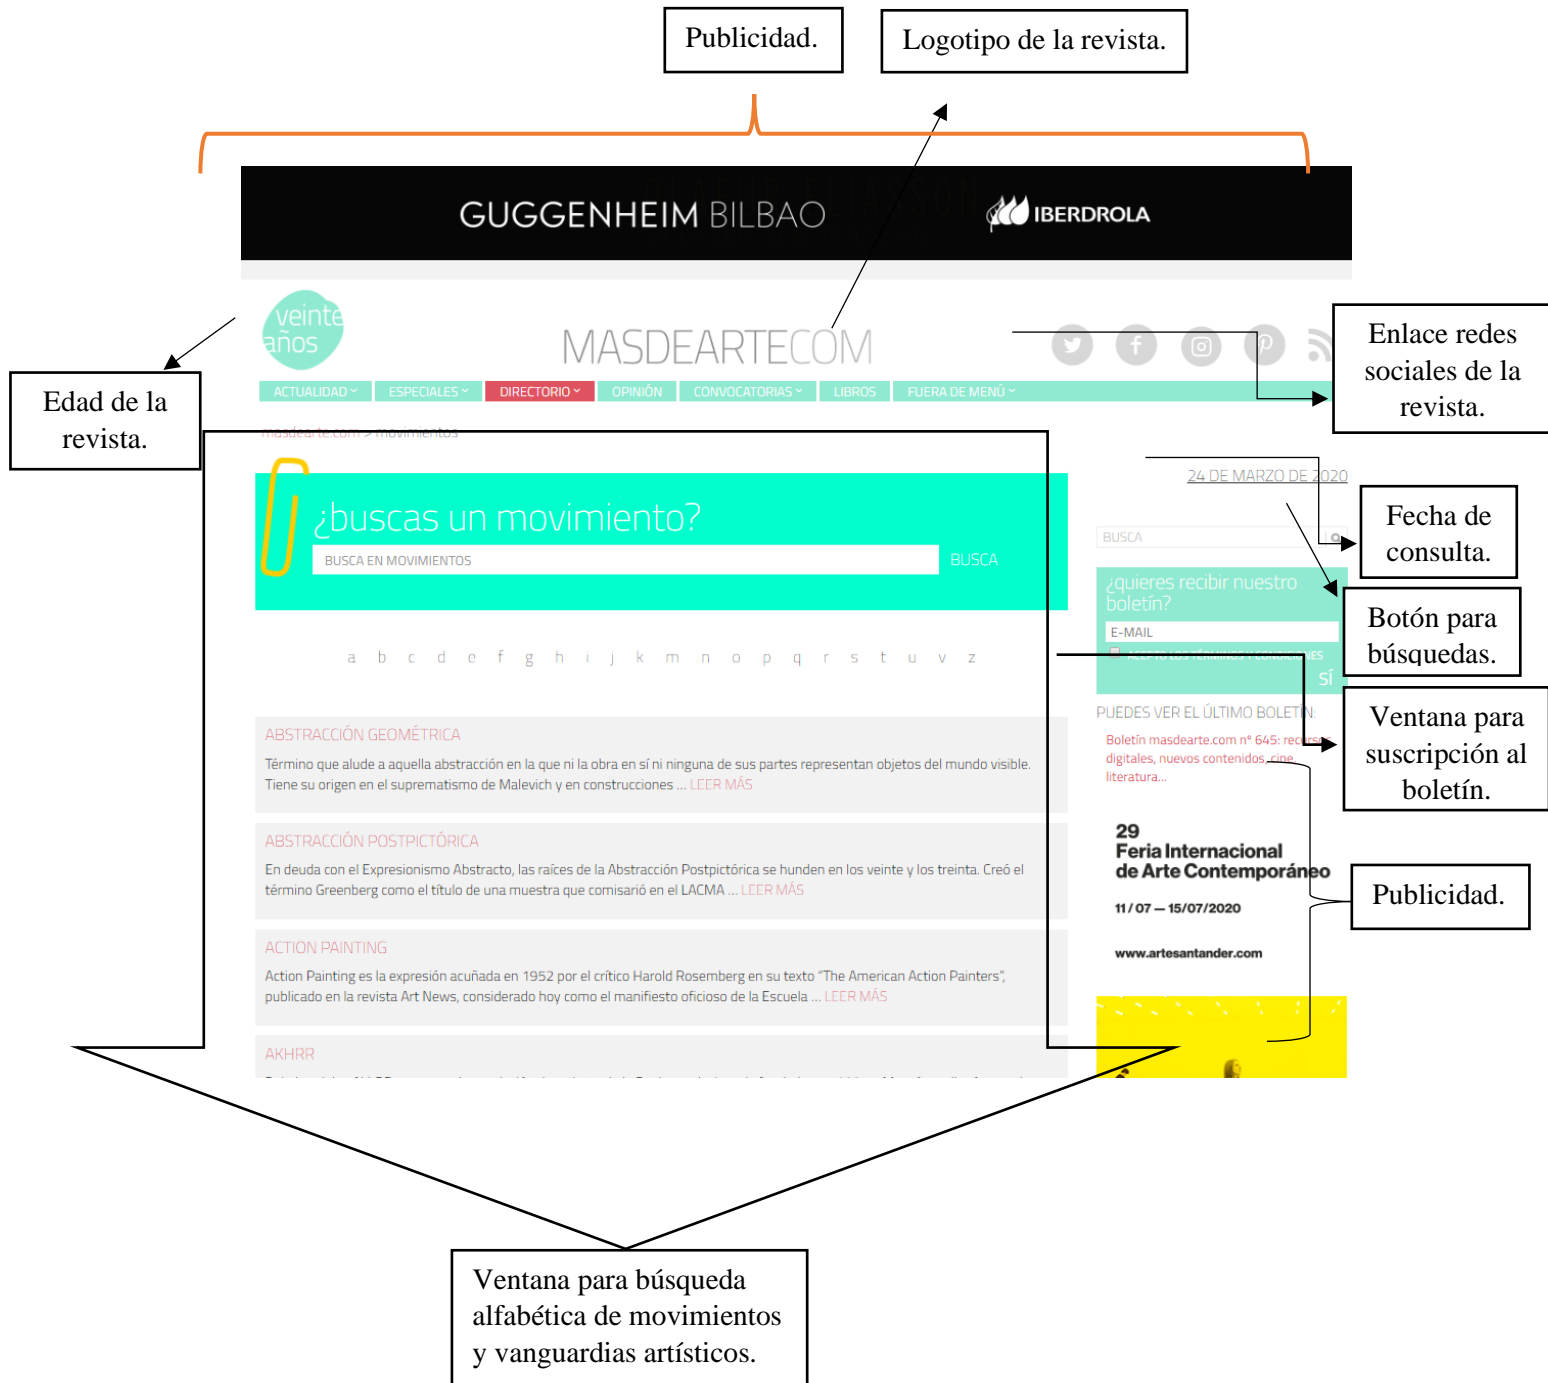 Publicidad.
Logotipo de la revista.
OLAFUR ELIASSON
GUGGENHEIM BILBAO
IBERDROLA
veinte
años
MASDEARTECOM
Enlace redes
sociales de la
revista.
Edad de la
revista.
ACTUALIDAD
ESPECIALES
DIRECTORIO
OPINIÓN
CONVOCATORIAS
LIBROS
FUERA DE MENÚ
masdearte.com > movimientos
24 DE MARZO DE 2020
Fecha de
consulta.
¿buscas un movimiento?
BUSCA EN MOVIMIENTOS
BUSCA
BUSCA
¿quieres recibir nuestro
boletín?
E-MAIL
ACEPTO LOS TÉRMINOS Y CONDICIONES
SÍ
Botón para
búsquedas.
a b c d e f g h i j k m n o p q r s t u v z
PUEDES VER EL ÚLTIMO BOLETÍN:
Boletín masdearte.com nº 645: recursos
digitales, nuevos contenidos, cine,
literatura...
Ventana para
suscripción al
boletín.
ABSTRACCIÓN GEOMÉTRICA
Término que alude a aquella abstracción en la que ni la obra en sí ni ninguna de sus partes representan objetos del mundo visible.
Tiene su origen en el suprematismo de Malevich y en construcciones ... LEER MÁS
ABSTRACCIÓN POSTPICTÓRICA
En deuda con el Expresionismo Abstracto, las raíces de la Abstracción Postpictórica se hunden en los veinte y los treinta. Creó el
término Greenberg como el título de una muestra que comisarió en el LACMA ... LEER MÁS
29
Feria Internacional
de Arte Contemporáneo
11 / 07 — 15/07/2020
www.artesantander.com
Publicidad.
ACTION PAINTING
Action Painting es la expresión acuñada en 1952 por el crítico Harold Rosemberg en su texto “The American Action Painters”,
publicado en la revista Art News, considerado hoy como el manifiesto oficioso de la Escuela ... LEER MÁS
AKHRR
Ventana para búsqueda
alfabética de movimientos
y vanguardias artísticos.